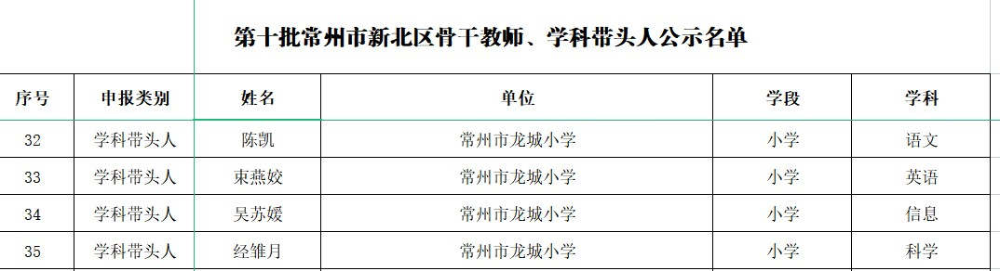 第十批常州市新北区骨干教师、学科带头人公示名单
序号 申报类别 姓名 单位 学段 学科
32 学科带头人 陈凯 常州市龙城小学 小学 语文
33 学科带头人 束燕姣 常州市龙城小学 小学 英语
34 学科带头人 吴苏媛 常州市龙城小学 小学 信息
35 学科带头人 经雏月 常州市龙城小学 小学 科学